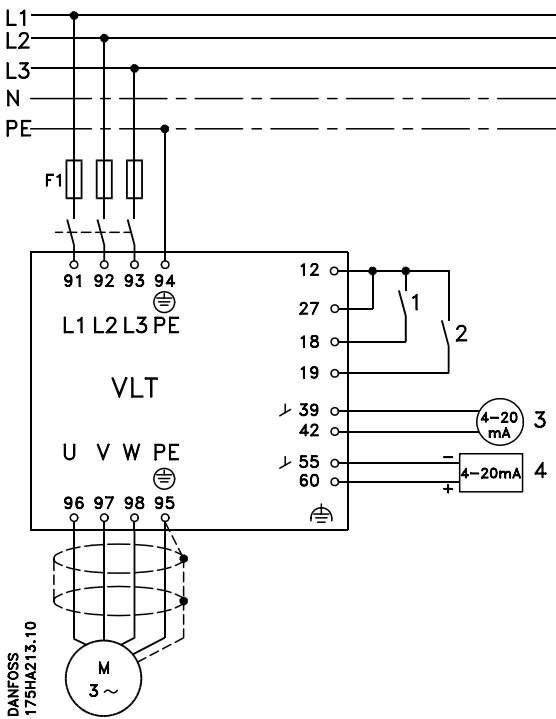 L1
L2
L3
N
PE
F1
91 92 93 94
L1 L2 L3 PE
VLT
U V W PE
96 97 98 95
12
27
18
19
39
42
55
60
1
2
4-20
mA
3
-
4-20mA
+
4
M
3 ~
DANFOSS
175HA213.10